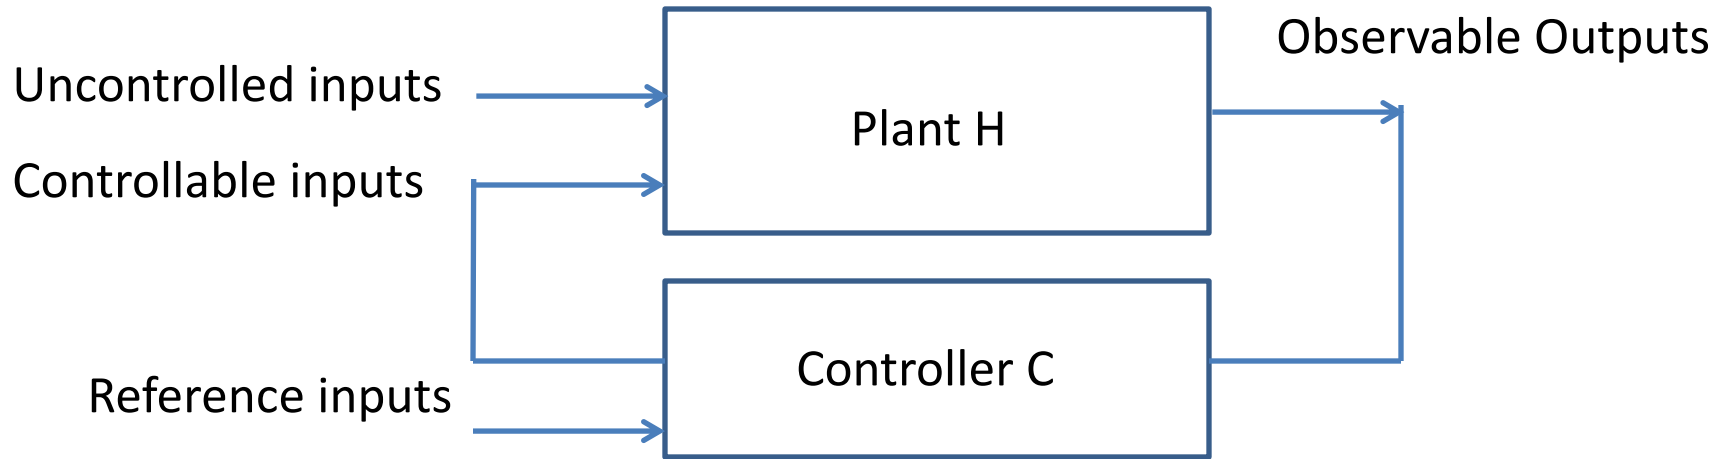 Observable Outputs
Uncontrolled inputs
Plant H
Controllable inputs
Controller C
Reference inputs